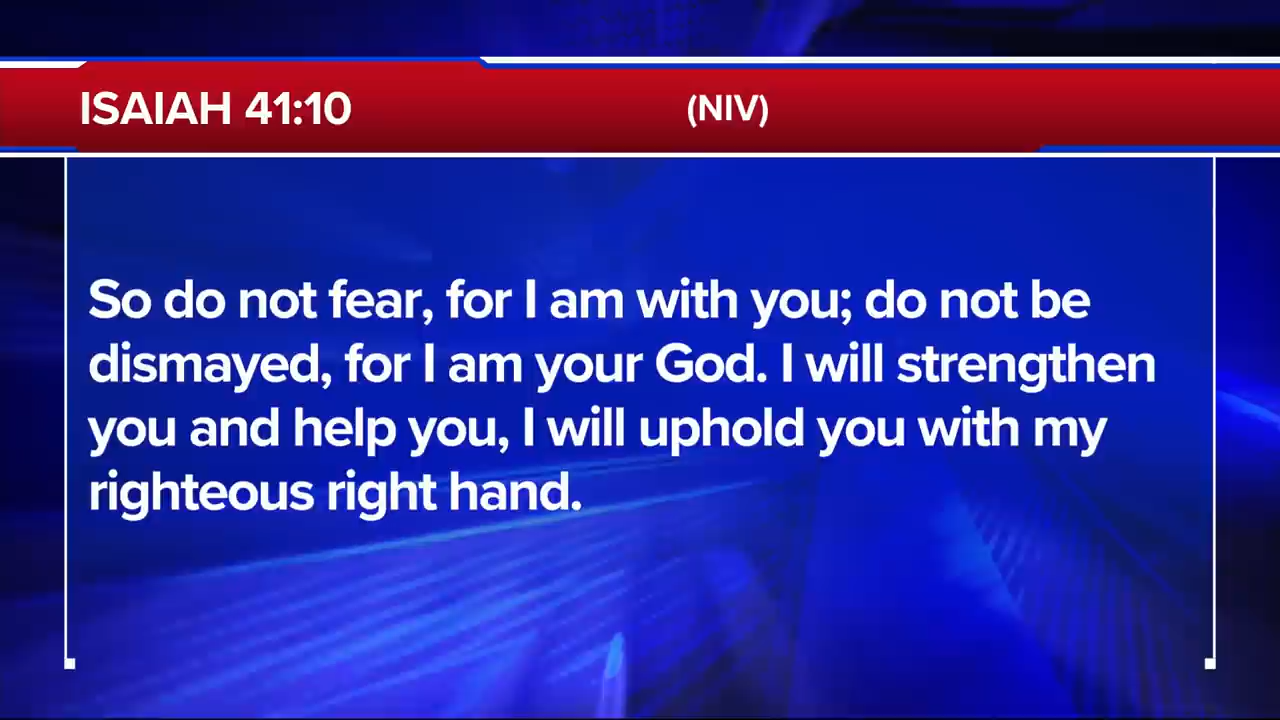 ISAIAH 41:10 (NIV)
So do not fear, for I am with you; do not be
dismayed, for I am your God. I will strengthen
you and help you, I will uphold you with my
righteous right hand.